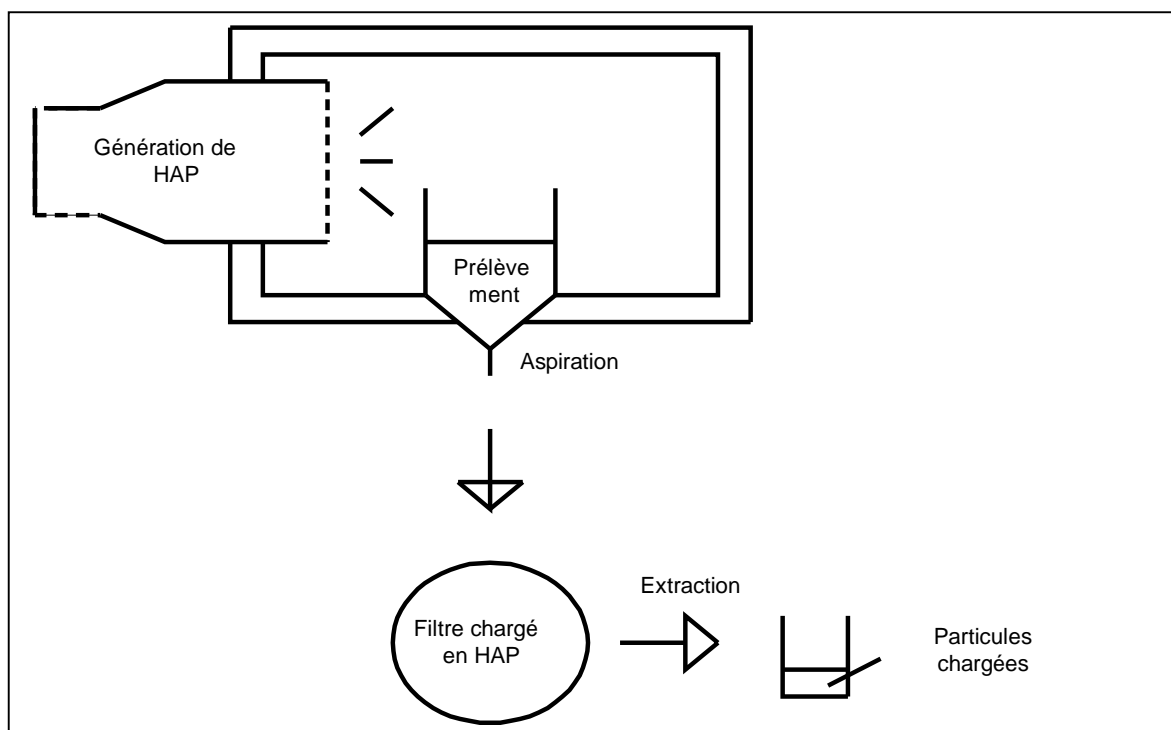 Génération de
HAP
Prélève
ment
Aspiration
Extraction
Filtre chargé
en HAP
Particules
chargées